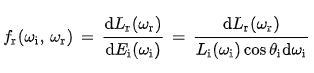 f_r(ω_i, ω_r) = dL_r(ω_r) / dE_i(ω_i) = dL_r(ω_r) / L_i(ω_i) cos θ_i dω_i